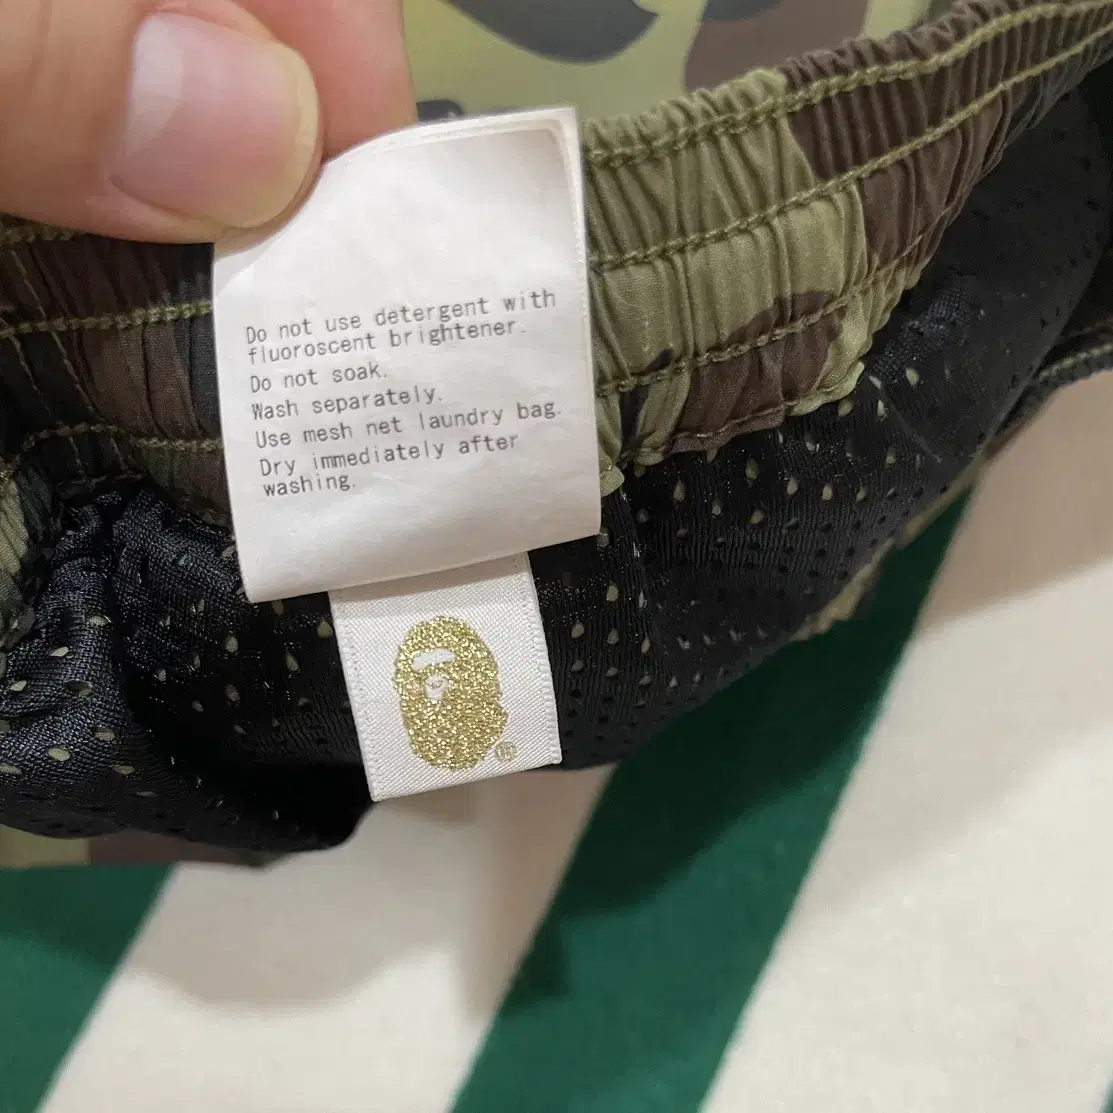 Do not use detergent with
fluoroscent brightener.
Do not soak.
Wash separately.
Use mesh net laundry bag.
Dry immediately after
washing.
®